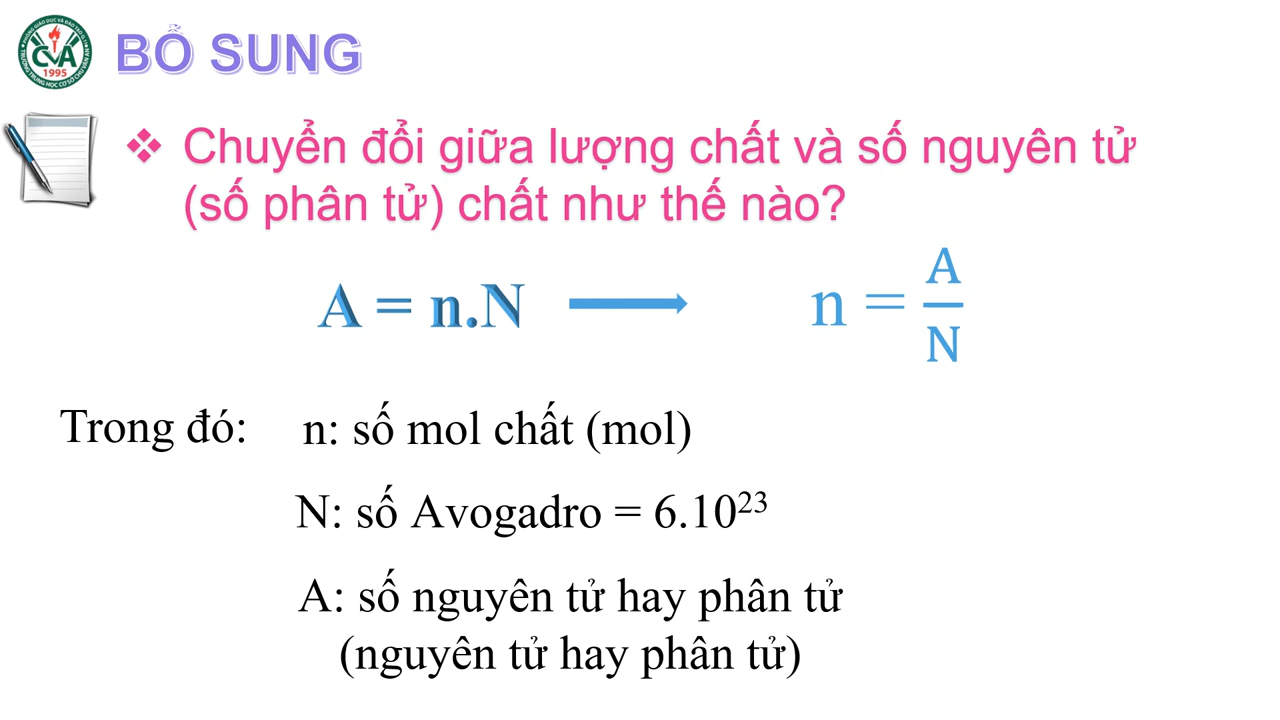 CVA
1995
BỔ SUNG
❖ Chuyển đổi giữa lượng chất và số nguyên tử
(số phân tử) chất như thế nào?
A = n.N ⟶ n = A/N
Trong đó: n: số mol chất (mol)
N: số Avogadro = 6.10²³
A: số nguyên tử hay phân tử
(nguyên tử hay phân tử)